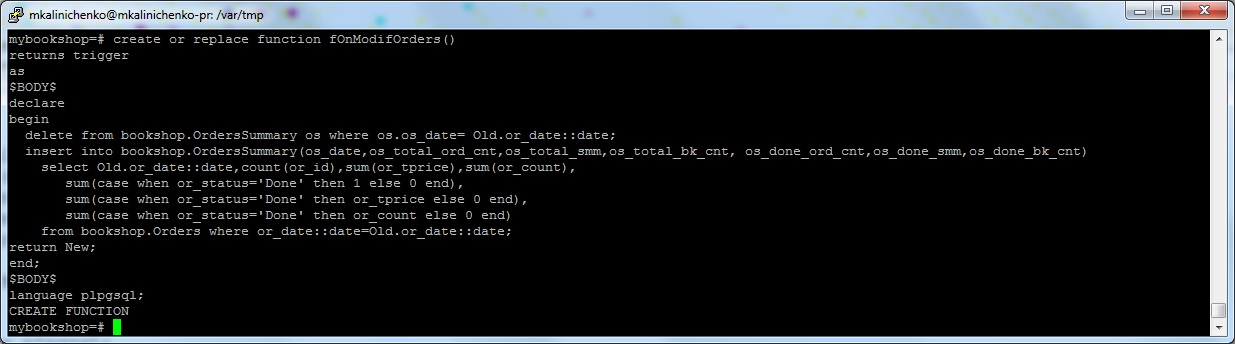 mkalinichenko@mkalinichenko-pr: /var/tmp
mybookshop=# create or replace function fOnModifOrders()
returns trigger
as
$BODY$
declare
begin
  delete from bookshop.OrdersSummary os where os.os_date= Old.or_date::date;
  insert into bookshop.OrdersSummary(os_date,os_total_ord_cnt,os_total_smm,os_total_bk_cnt, os_done_ord_cnt,os_done_smm,os_done_bk_cnt)
    select Old.or_date::date,count(or_id),sum(or_tprice),sum(or_count),
       sum(case when or_status='Done' then 1 else 0 end),
       sum(case when or_status='Done' then or_tprice else 0 end),
       sum(case when or_status='Done' then or_count else 0 end)
    from bookshop.Orders where or_date::date=Old.or_date::date;
return New;
end;
$BODY$
language plpgsql;
CREATE FUNCTION
mybookshop=#